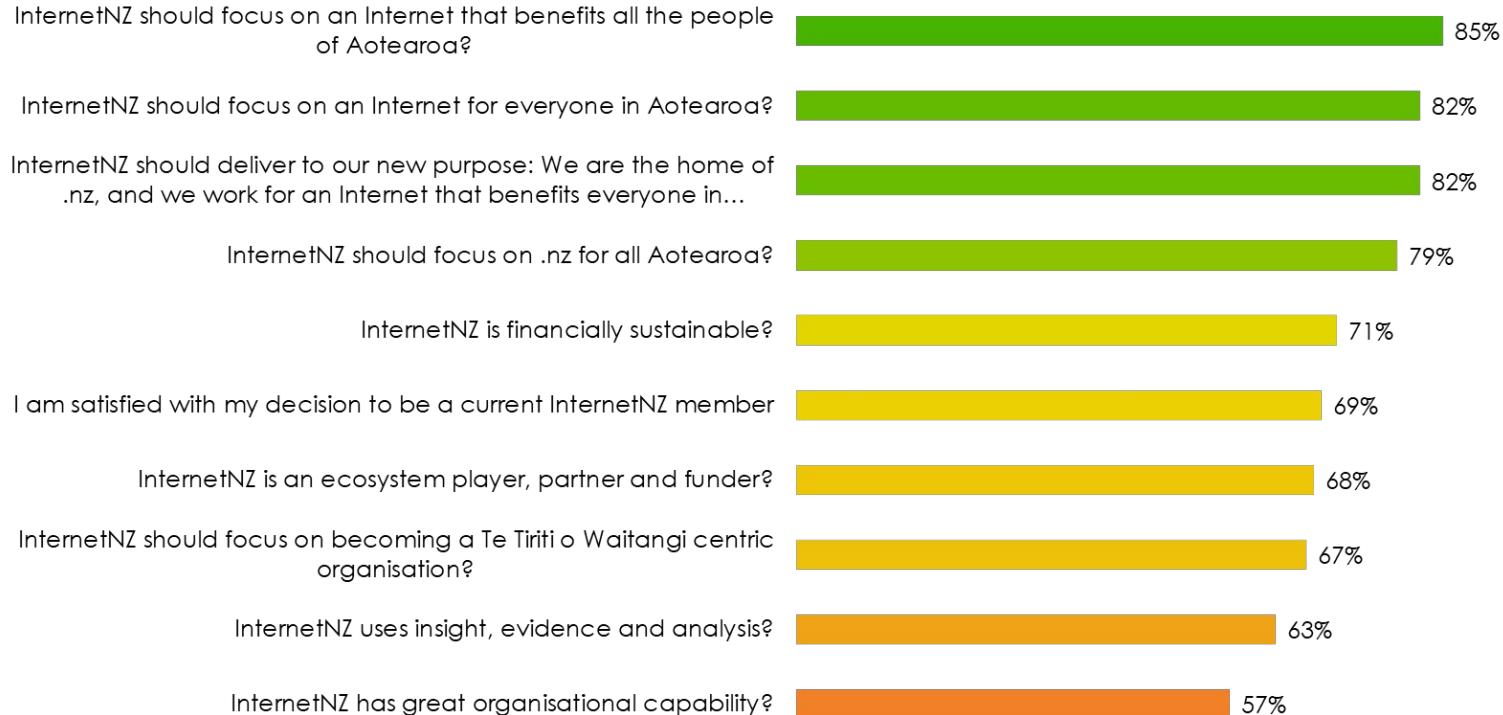 InternetNZ should focus on an Internet that benefits all the people
of Aotearoa?
85%
InternetNZ should focus on an Internet for everyone in Aotearoa?
82%
InternetNZ should deliver to our new purpose: We are the home of
.nz, and we work for an Internet that benefits everyone in…
82%
InternetNZ should focus on .nz for all Aotearoa?
79%
InternetNZ is financially sustainable?
71%
I am satisfied with my decision to be a current InternetNZ member
69%
InternetNZ is an ecosystem player, partner and funder?
68%
InternetNZ should focus on becoming a Te Tiriti o Waitangi centric
organisation?
67%
InternetNZ uses insight, evidence and analysis?
63%
InternetNZ has great organisational capability?
57%